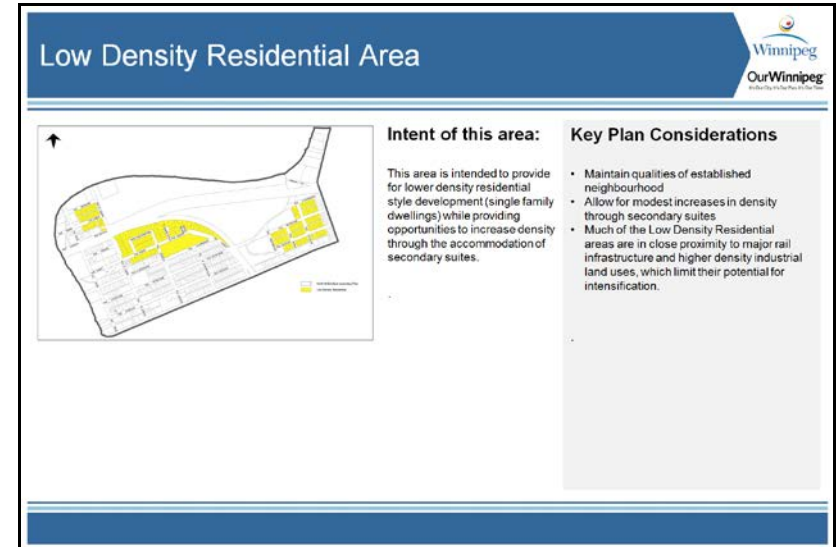 Low Density Residential Area
Winnipeg
OurWinnipeg
Intent of this area:
This area is intended to provide
for lower density residential
style development (single family
dwellings) while providing
opportunities to increase density
through the accommodation of
secondary suites.
.
Key Plan Considerations
• Maintain qualities of established
neighbourhood
• Allow for modest increases in density
through secondary suites
• Much of the Low Density Residential
areas are in close proximity to major rail
infrastructure and higher density industrial
land uses, which limit their potential for
intensification.
.